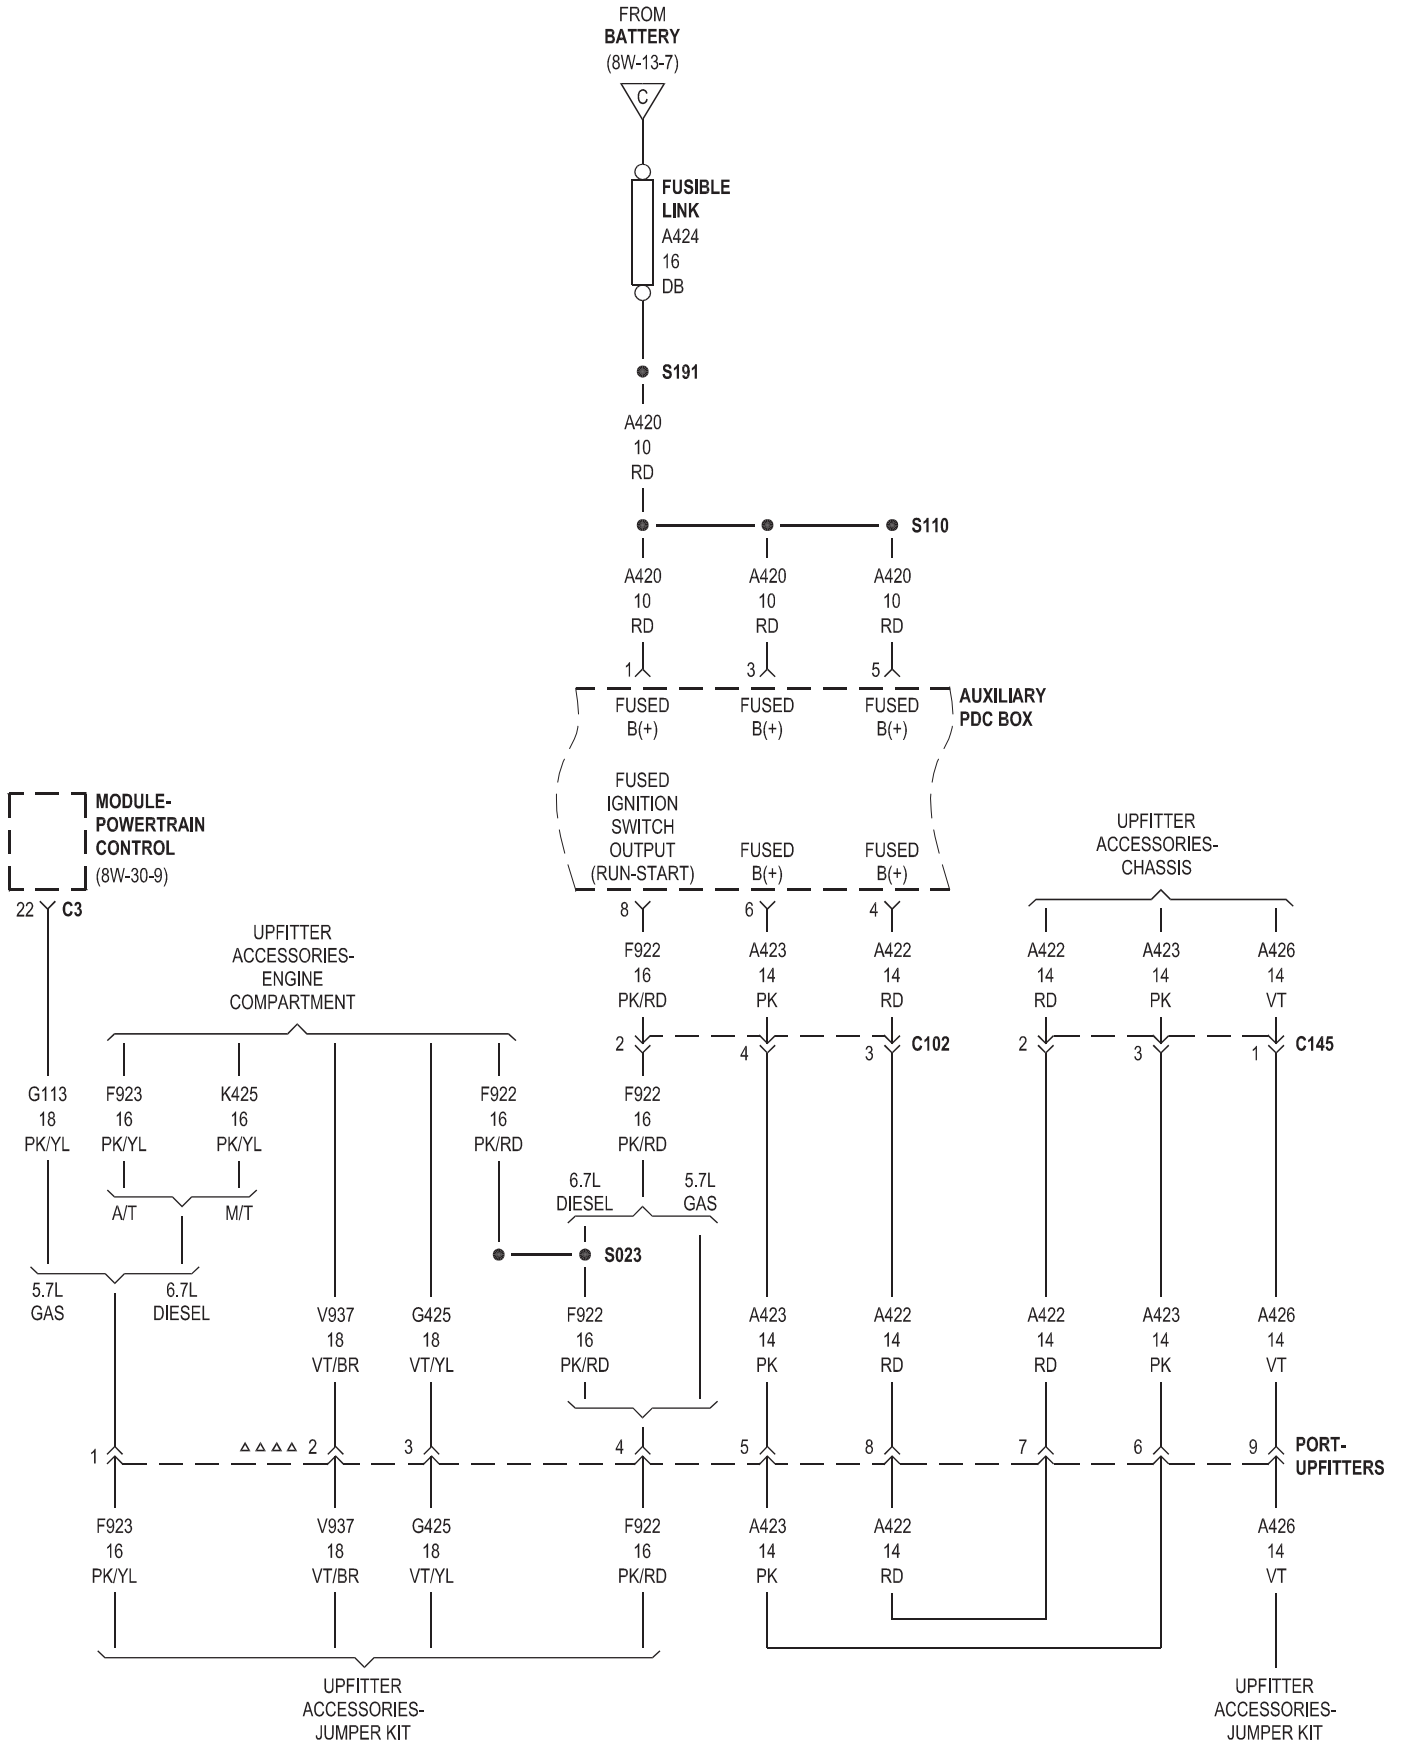 FROM
BATTERY
(8W-13-7)
C
FUSIBLE
LINK
A424
16
DB
S191
A420
10
RD
S110
A420 A420 A420
10 10 10
RD RD RD
1 3 5
AUXILIARY
PDC BOX
FUSED FUSED FUSED
B(+) B(+) B(+)
FUSED
IGNITION
SWITCH
OUTPUT
(RUN-START)
FUSED
B(+)
FUSED
B(+)
MODULE-
POWERTRAIN
CONTROL
(8W-30-9)
22 C3
UPFITTER
ACCESSORIES-
CHASSIS
8 6 4
UPFITTER
ACCESSORIES-
ENGINE
COMPARTMENT
F922 A423 A422 A422 A423 A426
16 14 14 14 14 14
PK/RD PK RD RD PK VT
2 4 3 C102 2 3 1 C145
G113 F923 K425 F922 F922
18 16 16 16 16
PK/YL PK/YL PK/YL PK/RD PK/RD
A/T M/T
6.7L
DIESEL
5.7L
GAS
S023
5.7L
GAS
6.7L
DIESEL
V937 G425 F922 A423 A422 A422 A423 A426
18 18 16 14 14 14 14 14
VT/BR VT/YL PK/RD PK RD RD PK VT
1 2 3 4 5 8 7 6 9
PORT-
UPFITTERS
F923 V937 G425 F922 A423 A422 A426
16 18 18 16 14 14 14
PK/YL VT/BR VT/YL PK/RD PK RD VT
UPFITTER
ACCESSORIES-
JUMPER KIT
UPFITTER
ACCESSORIES-
JUMPER KIT